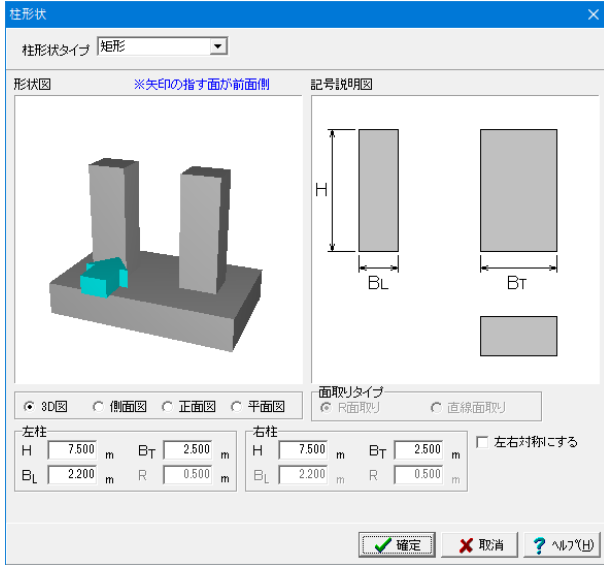 柱形状
柱形状タイプ 矩形
形状図 ※矢印の指す面が前面側 記号説明図
H
BL BT
3D図 側面図 正面図 平面図
面取りタイプ
R面取り 直線面取り
左柱
H 7.500 m BT 2.500 m
BL 2.200 m R 0.500 m
右柱
H 7.500 m BT 2.500 m
BL 2.200 m R 0.500 m
左右対称にする
確定 取消 ヘルプ(H)